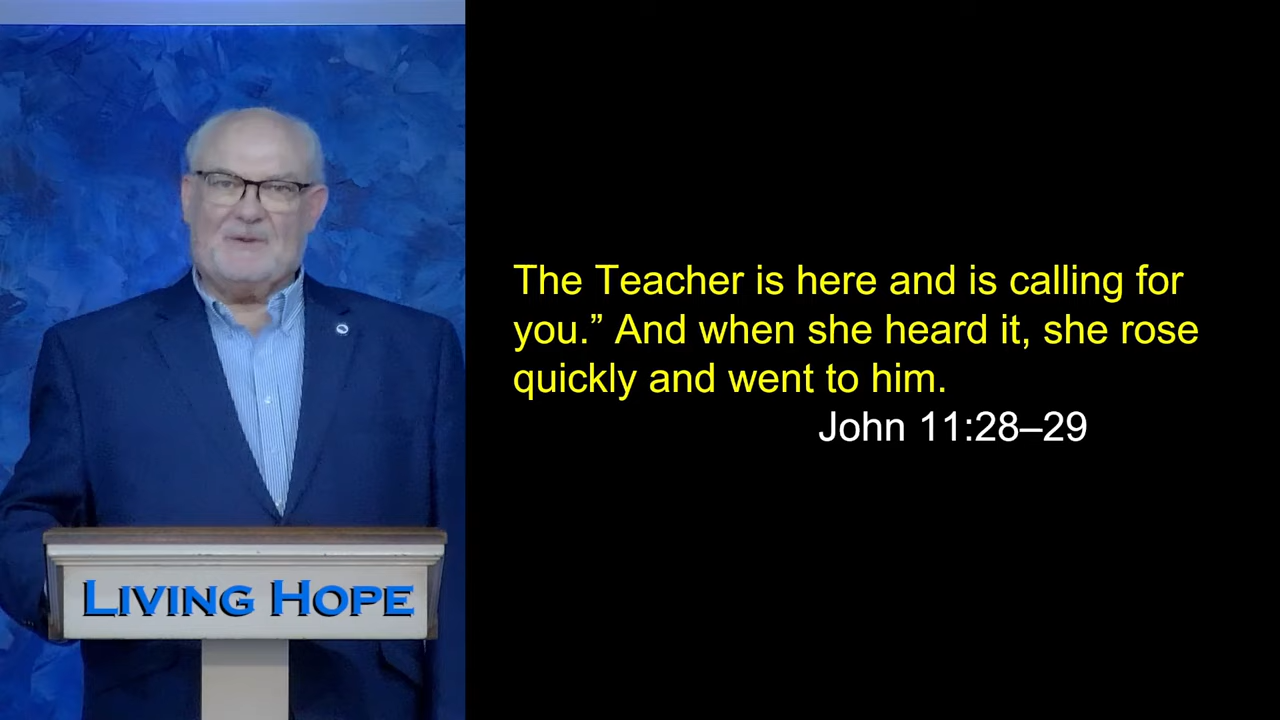 The Teacher is here and is calling for
you.” And when she heard it, she rose
quickly and went to him.
John 11:28–29
LIVING HOPE